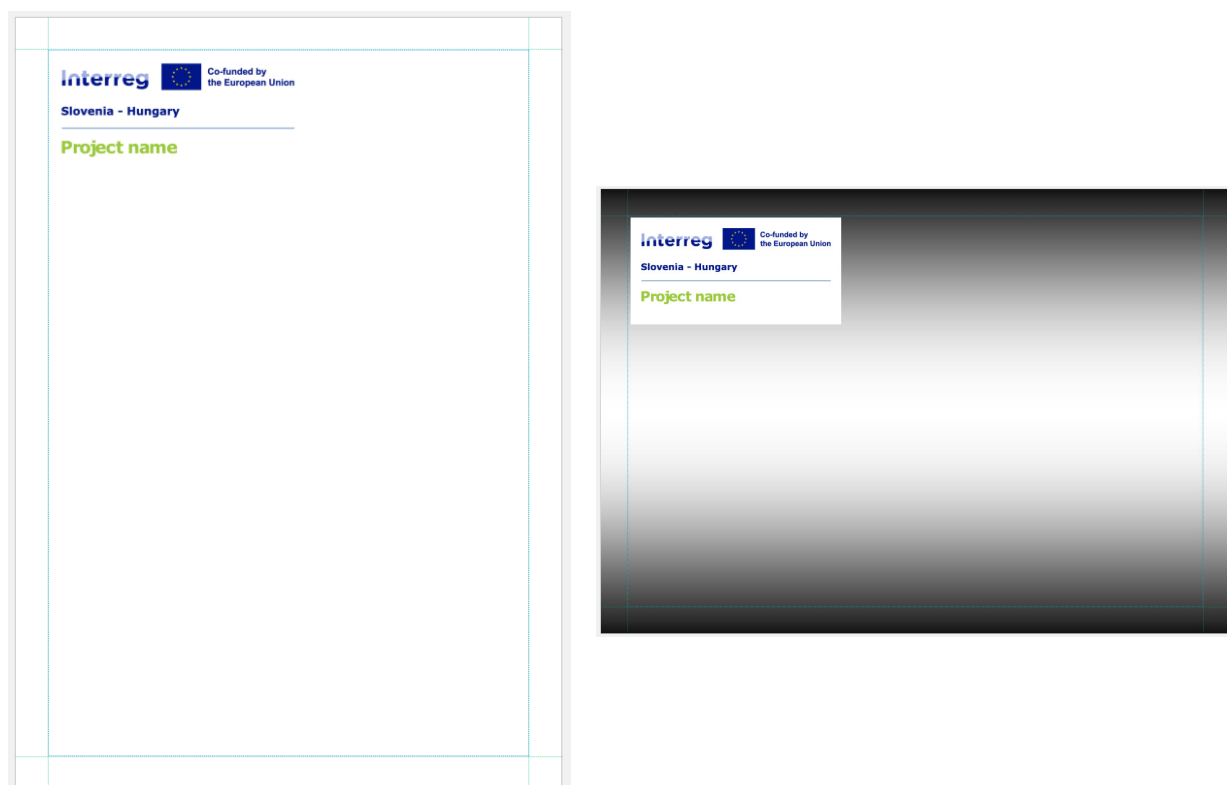 Interreg
Co-funded by
the European Union
Slovenia - Hungary
Project name
Interreg
Co-funded by
the European Union
Slovenia - Hungary
Project name